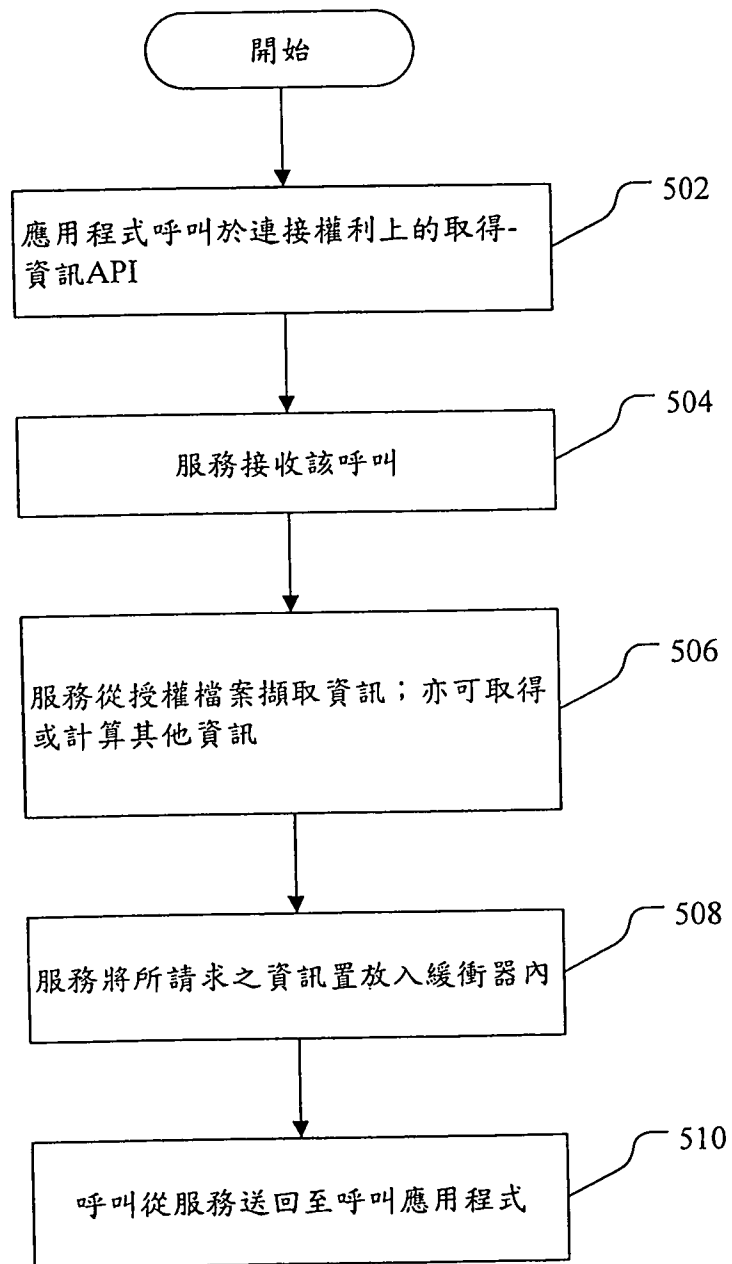 開始
502
應用程式呼叫於連接權利上的取得-
資訊API
504
服務接收該呼叫
506
服務從授權檔案擷取資訊；亦可取得
或計算其他資訊
508
服務將所請求之資訊置放入緩衝器內
510
呼叫從服務送回至呼叫應用程式